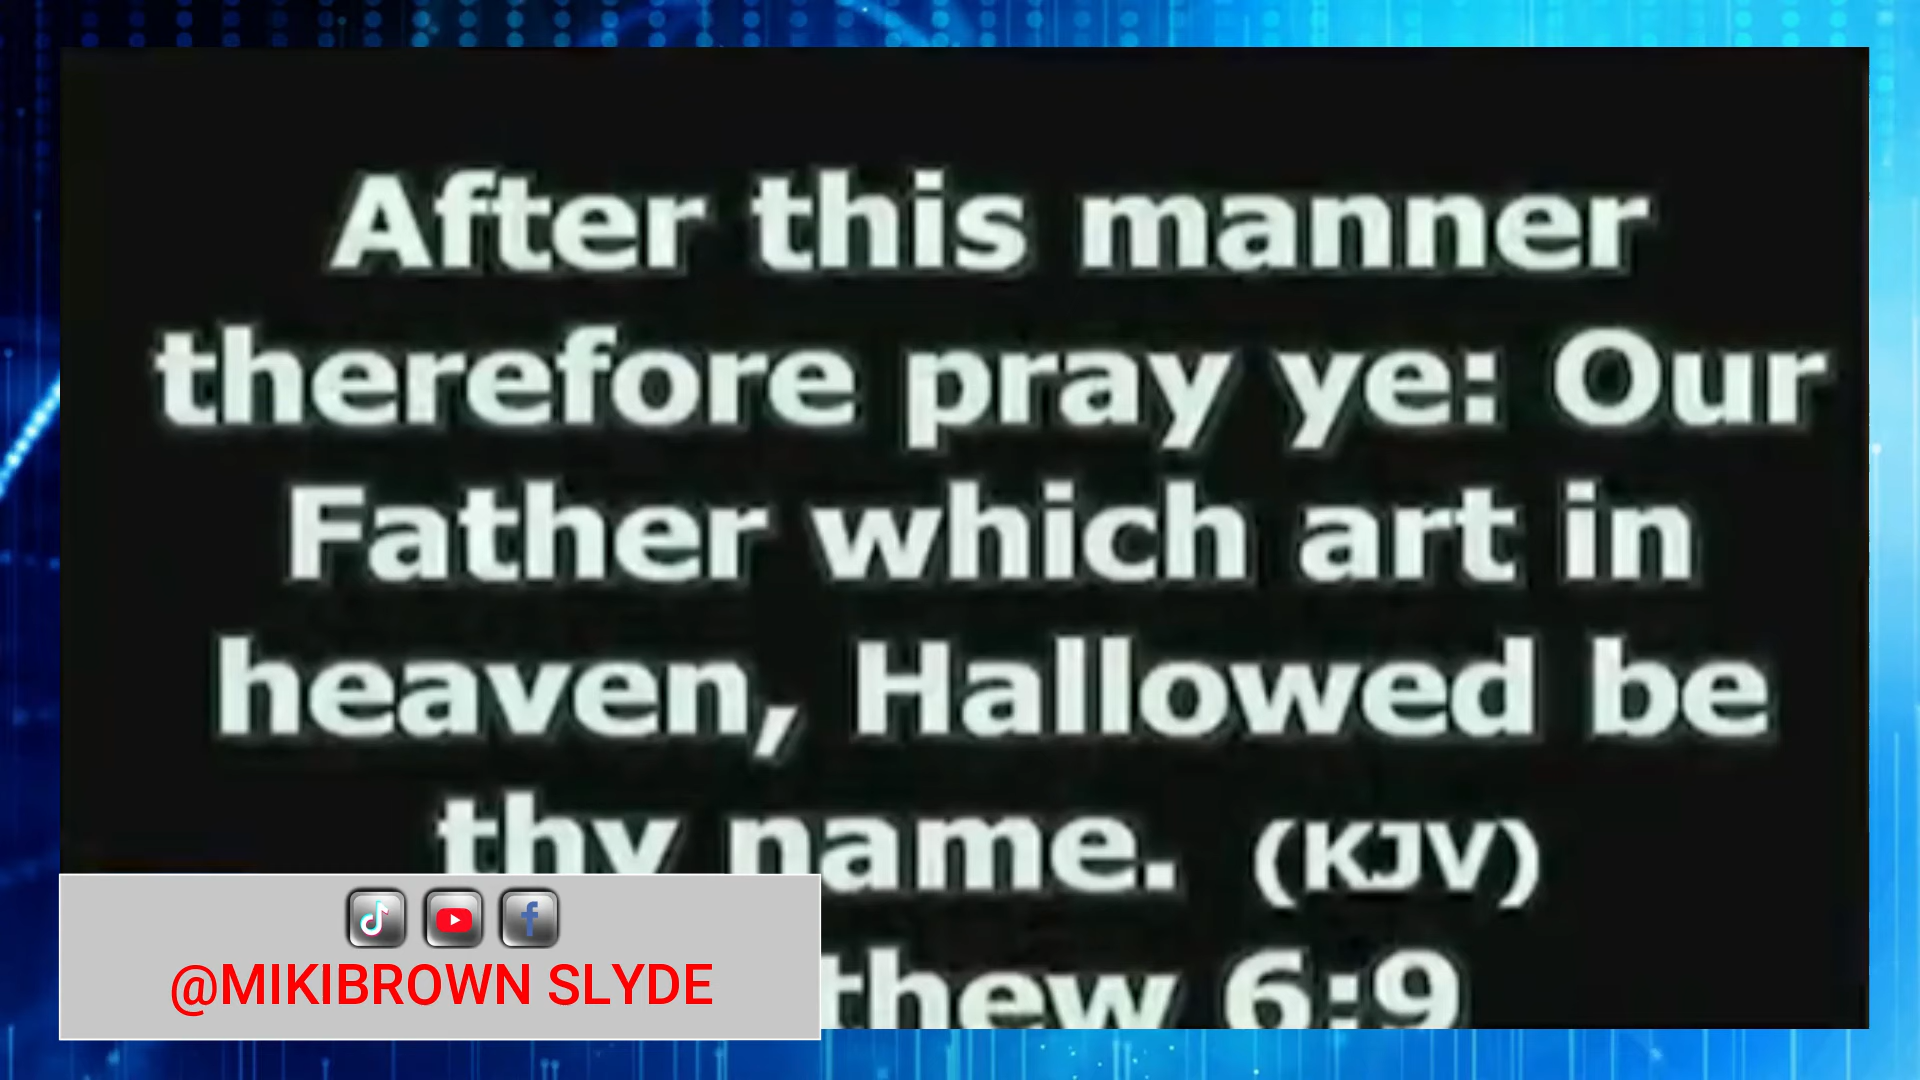 After this manner
therefore pray ye: Our
Father which art in
heaven, Hallowed be
thy name. (KJV)
thew 6:9
@MIKIBROWN SLYDE